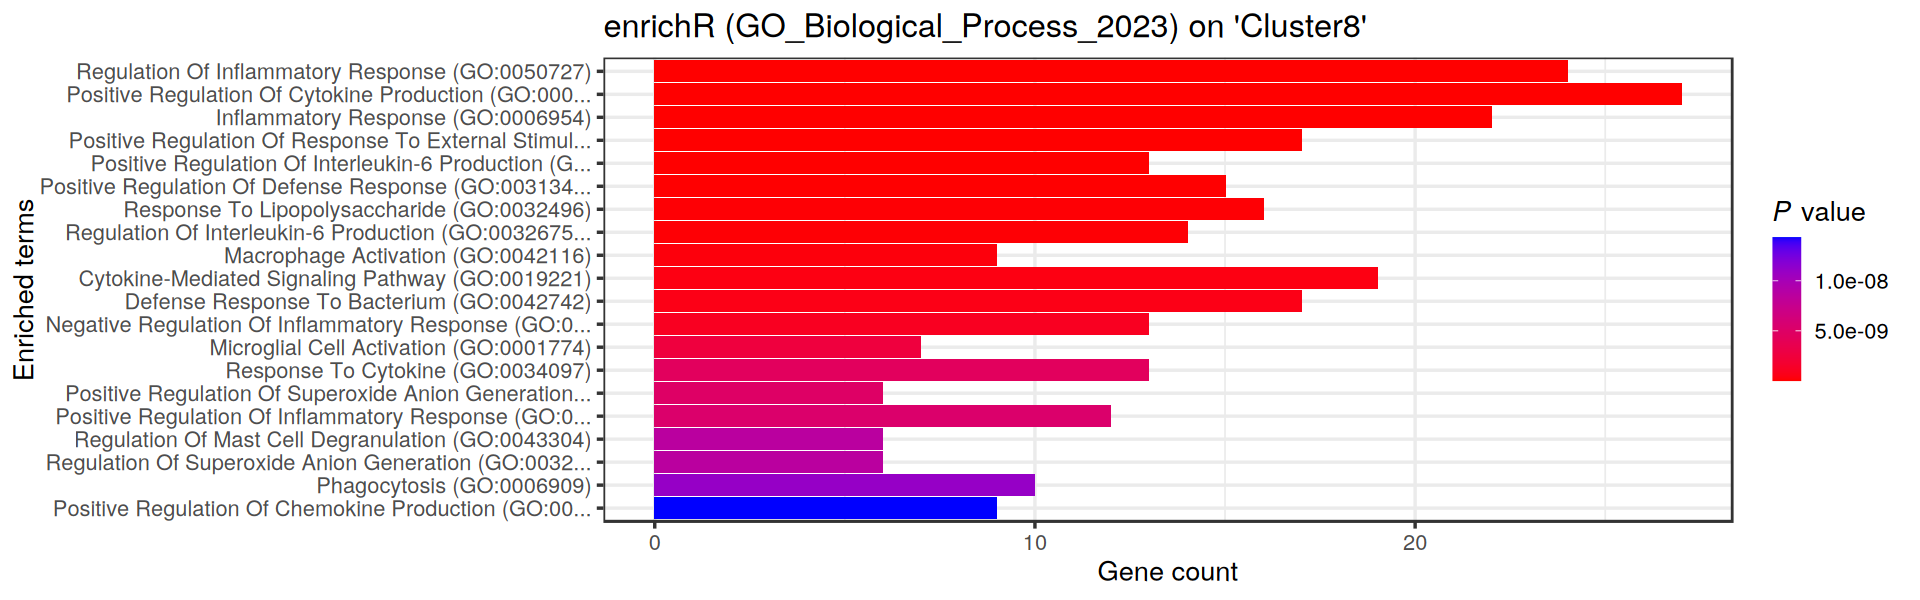 enrichR (GO_Biological_Process_2023) on 'Cluster8'
Enriched terms
Regulation Of Inflammatory Response (GO:0050727)
Positive Regulation Of Cytokine Production (GO:000...
Inflammatory Response (GO:0006954)
Positive Regulation Of Response To External Stimul...
Positive Regulation Of Interleukin-6 Production (G...
Positive Regulation Of Defense Response (GO:003134...
Response To Lipopolysaccharide (GO:0032496)
Regulation Of Interleukin-6 Production (GO:0032675...
Macrophage Activation (GO:0042116)
Cytokine-Mediated Signaling Pathway (GO:0019221)
Defense Response To Bacterium (GO:0042742)
Negative Regulation Of Inflammatory Response (GO:0...
Microglial Cell Activation (GO:0001774)
Response To Cytokine (GO:0034097)
Positive Regulation Of Superoxide Anion Generation...
Positive Regulation Of Inflammatory Response (GO:0...
Regulation Of Mast Cell Degranulation (GO:0043304)
Regulation Of Superoxide Anion Generation (GO:0032...
Phagocytosis (GO:0006909)
Positive Regulation Of Chemokine Production (GO:00...
0 10 20
Gene count
P value
1.0e-08
5.0e-09